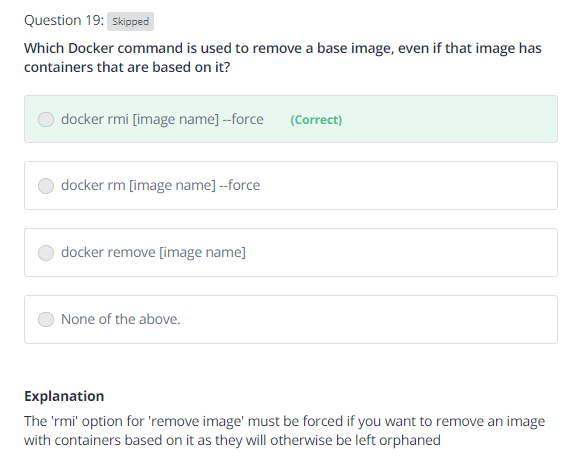 Question 19: Skipped
Which Docker command is used to remove a base image, even if that image has
containers that are based on it?
docker rmi [image name] --force (Correct)
docker rm [image name] --force
docker remove [image name]
None of the above.
Explanation
The 'rmi' option for 'remove image' must be forced if you want to remove an image
with containers based on it as they will otherwise be left orphaned